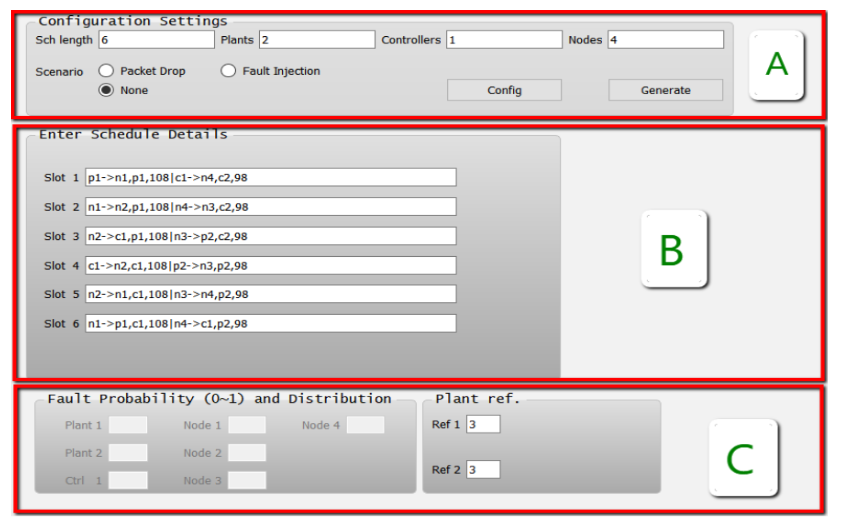 Configuration Settings
Sch length 6 Plants 2 Controllers 1 Nodes 4
Scenario Packet Drop Fault Injection
None Config Generate
A
Enter Schedule Details
Slot 1 p1->n1,p1,108|c1->n4,c2,98
Slot 2 n1->n2,p1,108|n4->n3,c2,98
Slot 3 n2->c1,p1,108|n3->p2,c2,98
Slot 4 c1->n2,c1,108|p2->n3,p2,98
Slot 5 n2->n1,c1,108|n3->n4,p2,98
Slot 6 n1->p1,c1,108|n4->c1,p2,98
B
Fault Probability (0~1) and Distribution
Plant 1 Node 1 Node 4
Plant 2 Node 2
Ctrl 1 Node 3
Plant ref.
Ref 1 3
Ref 2 3
C